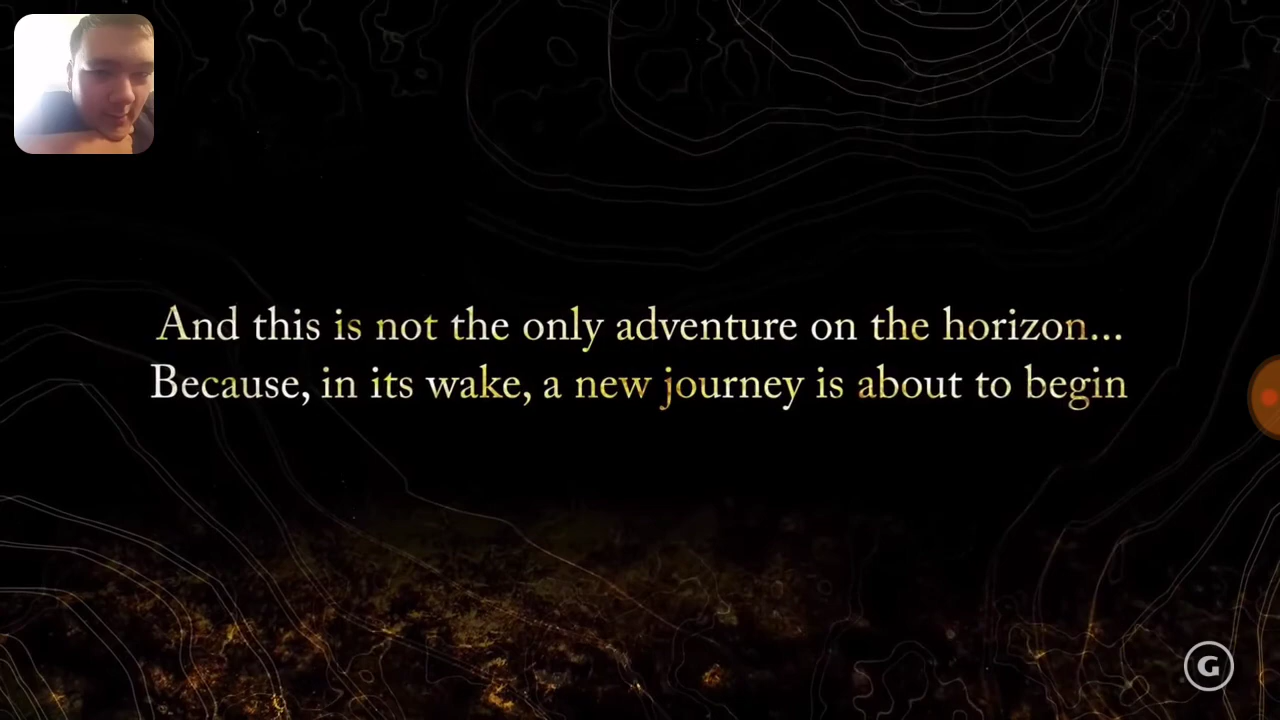 And this is not the only adventure on the horizon...
Because, in its wake, a new journey is about to begin
G